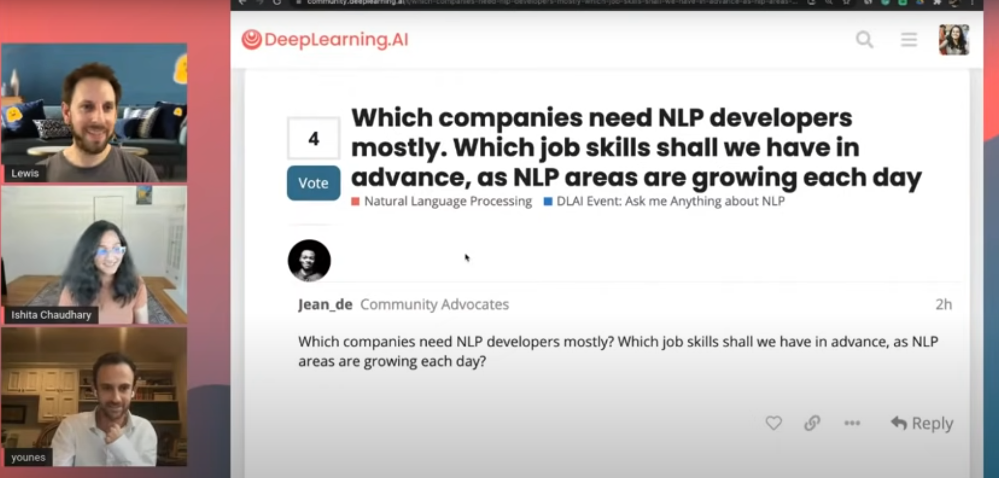 DeepLearning.AI
4
Vote
Which companies need NLP developers
mostly. Which job skills shall we have in
advance, as NLP areas are growing each day
Natural Language Processing DLAI Event: Ask me Anything about NLP
Jean_de Community Advocates 2h
Which companies need NLP developers mostly? Which job skills shall we have in advance, as NLP
areas are growing each day?
Reply
Lewis
Ishita Chaudhary
younes